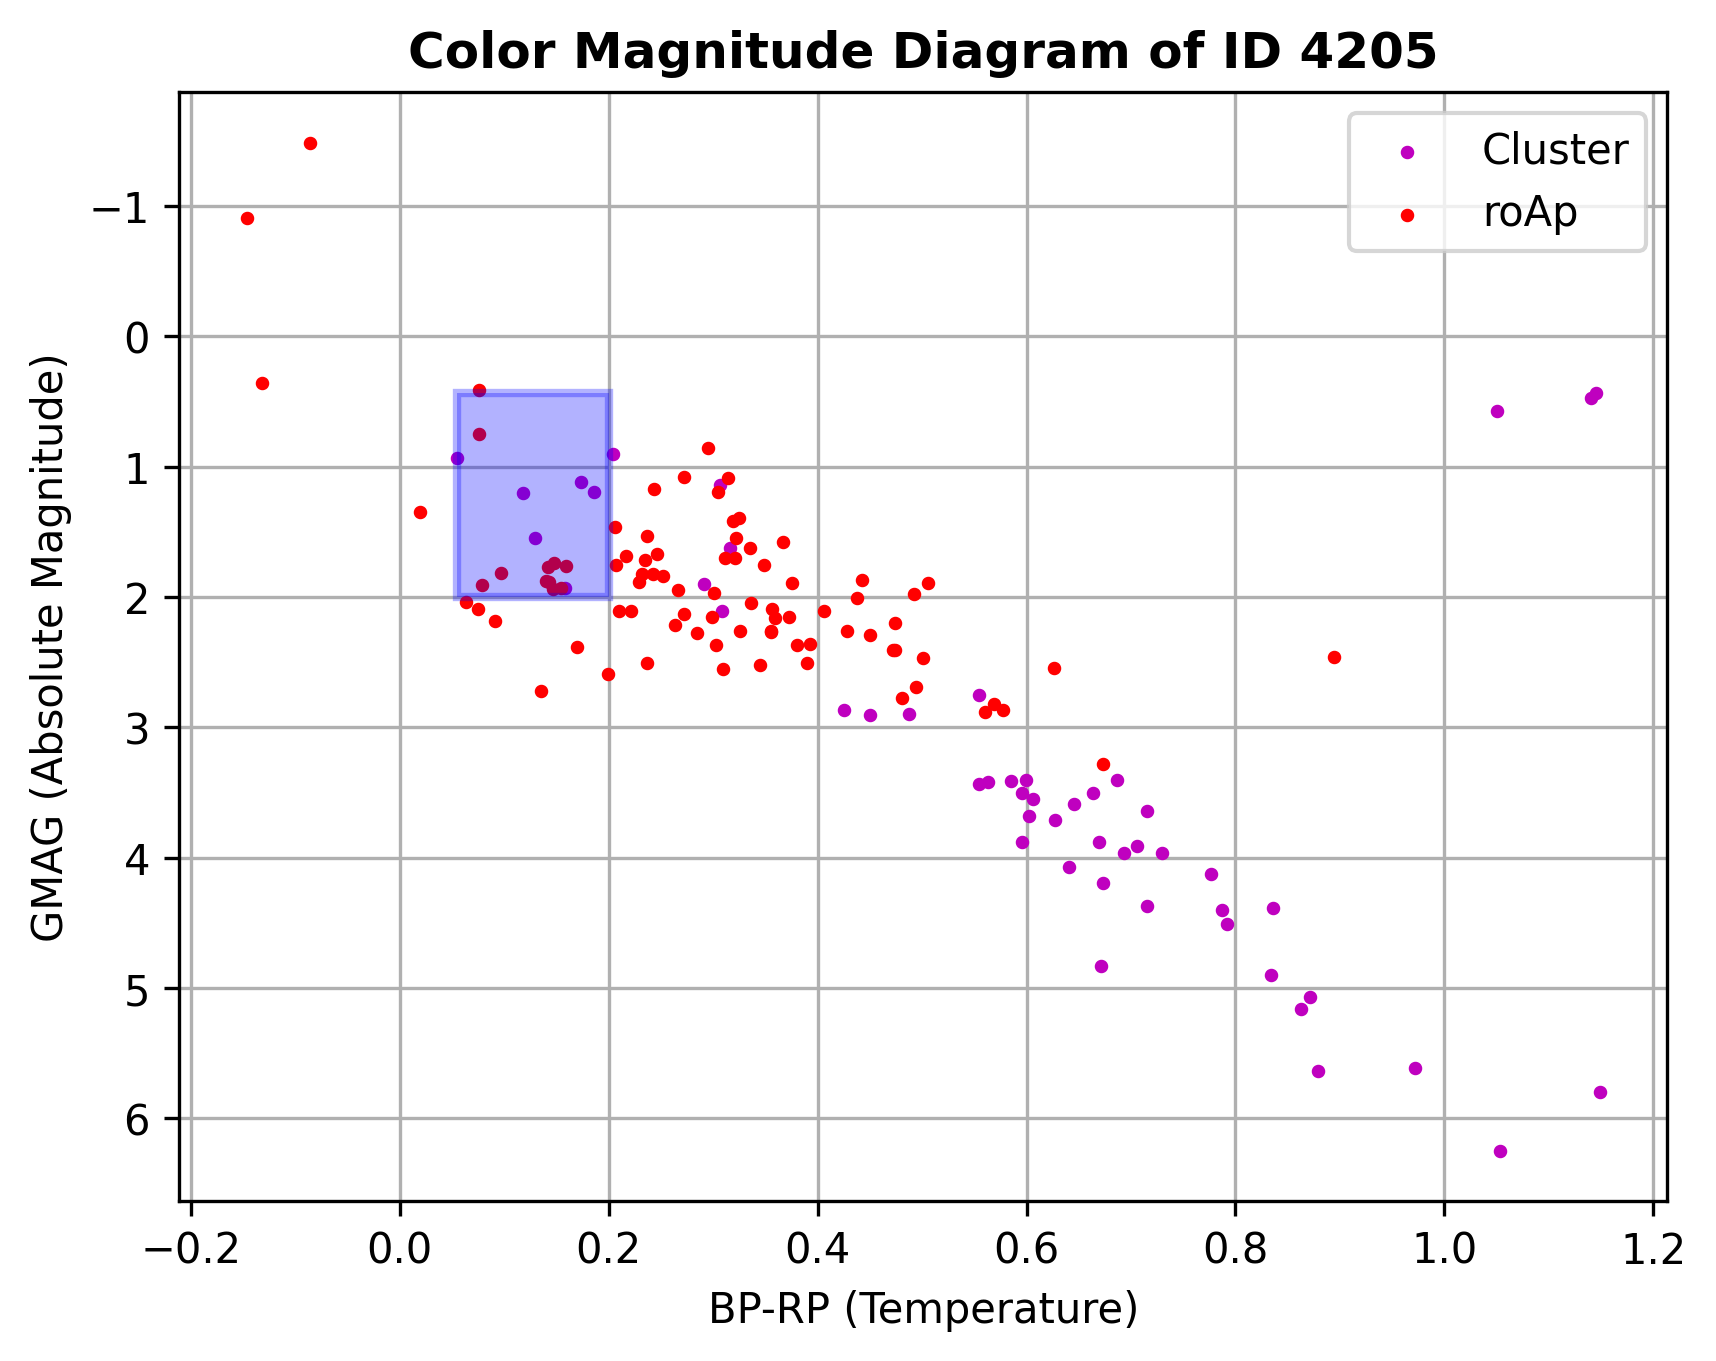 Color Magnitude Diagram of ID 4205
Cluster
roAp
GMAG (Absolute Magnitude)
−1
0
1
2
3
4
5
6
−0.2 0.0 0.2 0.4 0.6 0.8 1.0 1.2
BP-RP (Temperature)